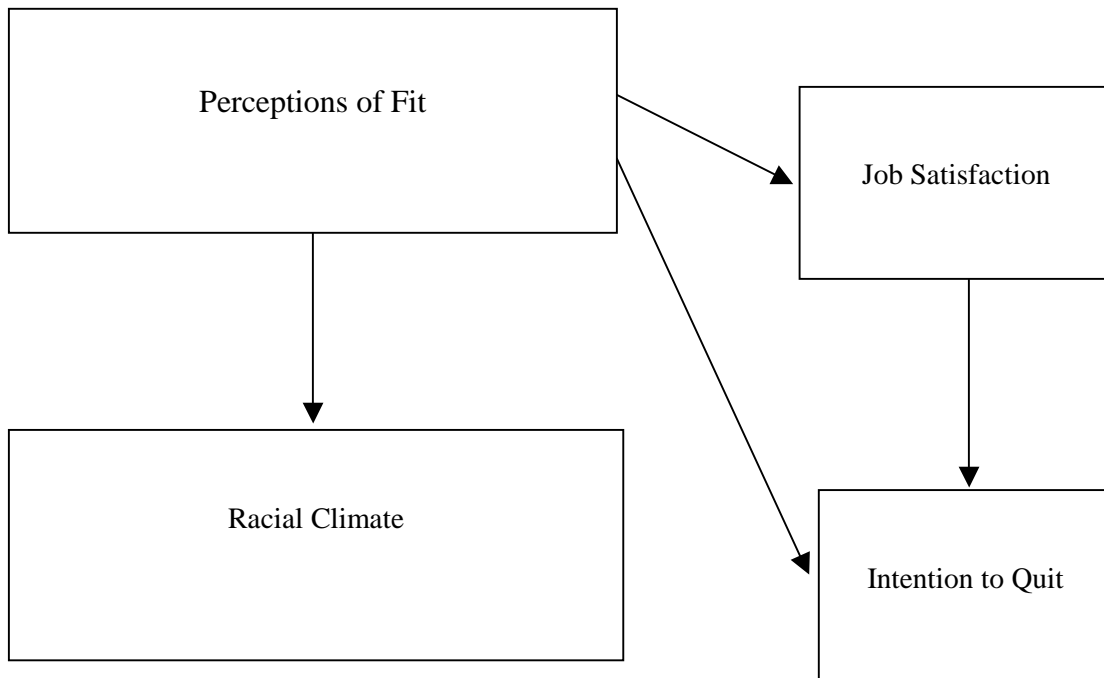 Perceptions of Fit
Job Satisfaction
Racial Climate
Intention to Quit